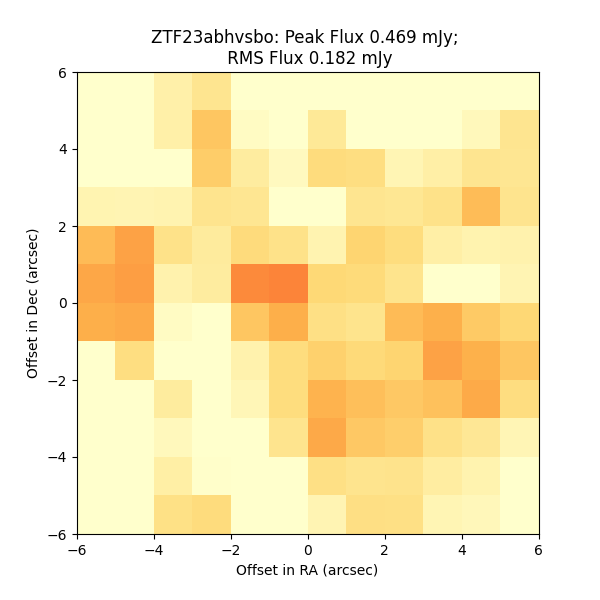 ZTF23abhvsbo: Peak Flux 0.469 mJy;
RMS Flux 0.182 mJy
6
4
2
0
−2
−4
−6
Offset in Dec (arcsec)
−6 −4 −2 0 2 4 6
Offset in RA (arcsec)